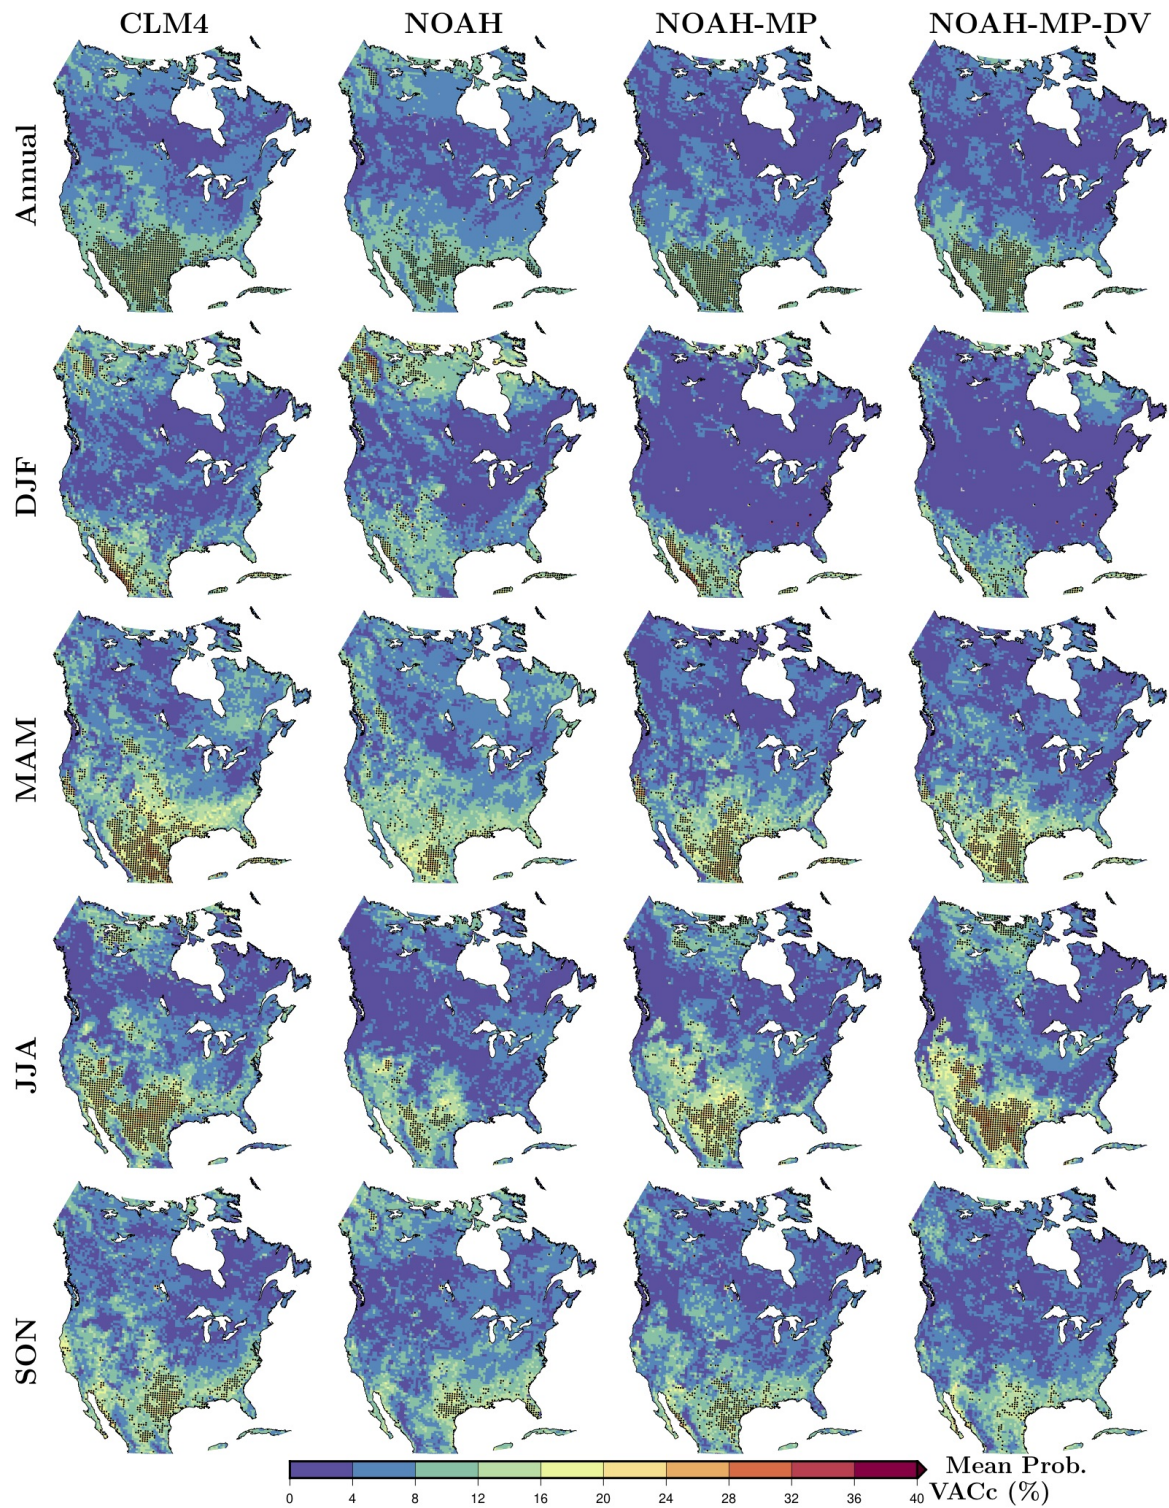 CLM4 NOAH NOAH-MP NOAH-MP-DV
Annual
DJF
MAM
JJA
SON
0 4 8 12 16 20 24 28 32 36 40
Mean Prob.
VACc (%)